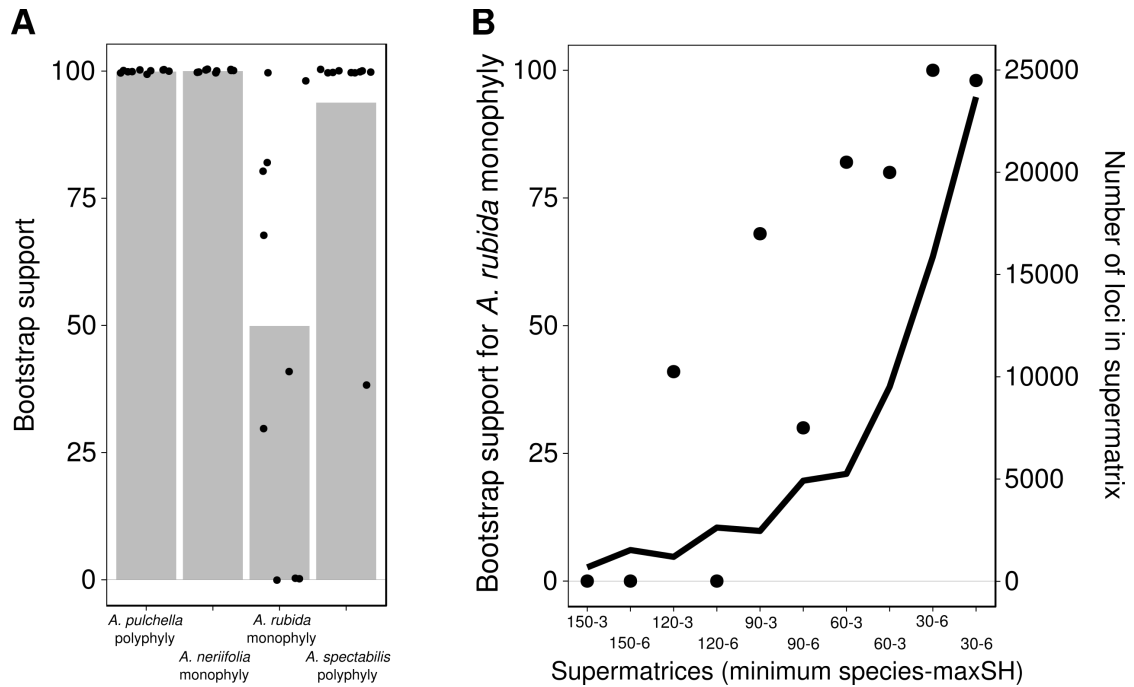 A
100
75
50
25
0
Bootstrap support
A. pulchella
polyphyly
A. neriifolia
monophyly
A. rubida
monophyly
A. spectabilis
polyphyly
B
100
75
50
25
0
Bootstrap support for A. rubida monophyly
25000
20000
15000
10000
5000
0
Number of loci in supermatrix
150-3 120-3 90-3 60-3 30-6
150-6 120-6 90-6 60-3 30-6
Supermatrices (minimum species-maxSH)